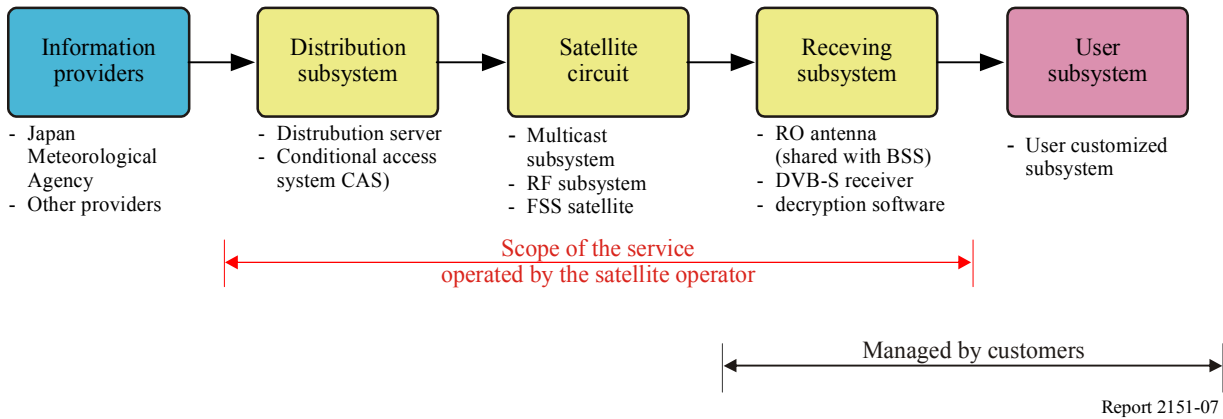 Information
providers
Distribution
subsystem
Satellite
circuit
Receving
subsystem
User
subsystem
- Japan
Meteorological
Agency
- Other providers
- Distrubution server
- Conditional access
system CAS)
- Multicast
subsystem
- RF subsystem
- FSS satellite
- RO antenna
(shared with BSS)
- DVB-S receiver
- decryption software
- User customized
subsystem
Scope of the service
operated by the satellite operator
Managed by customers
Report 2151-07